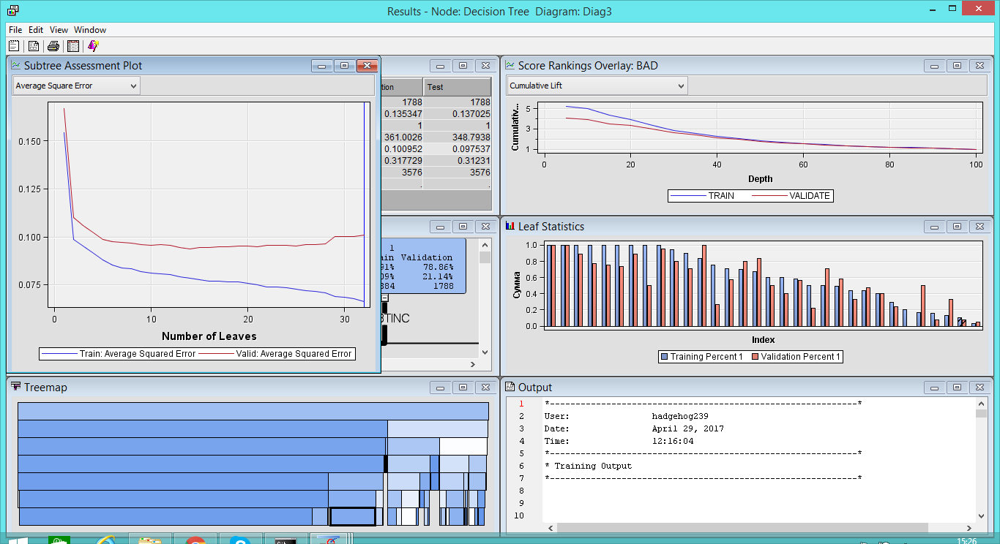 Results - Node: Decision Tree Diagram: Diag3
File Edit View Window
Subtree Assessment Plot
Average Square Error
0.150
0.125
0.100
0.075
0 10 20 30
Number of Leaves
Train: Average Squared Error Valid: Average Squared Error
Test
1788 1788
0.135347 0.137025
1 1
361.0026 348.7938
0.100952 0.097537
0.317729 0.31231
3576 3576
. .
1
Validation
91% 78.86%
09% 21.14%
384 1788
Score Rankings Overlay: BAD
Cumulative Lift
Cumulativ...
5
3
1
0 20 40 60 80 100
Depth
TRAIN VALIDATE
Leaf Statistics
Сумма
1.0
0.8
0.6
0.4
0.2
0.0
Index
Training Percent 1 Validation Percent 1
Treemap
Output
1 *------------------------------------------------------------*
2 User: hadgehog239
3 Date: April 29, 2017
4 Time: 12:16:04
5 *------------------------------------------------------------*
6 * Training Output
7 *------------------------------------------------------------*
8
9
10
15:26